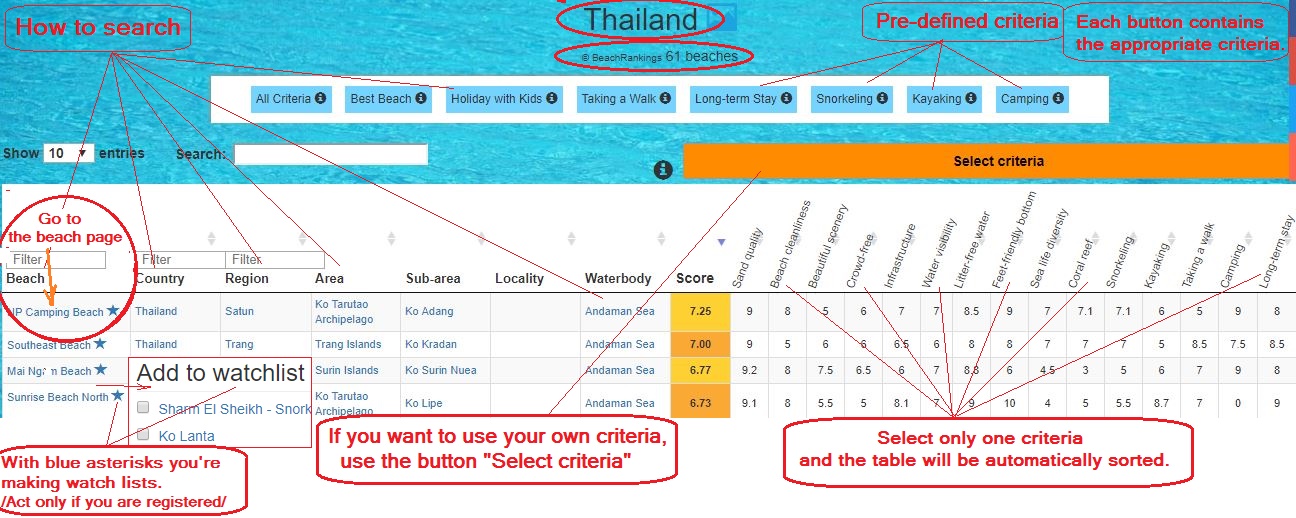 How to search
Thailand
© BeachRankings 61 beaches
Pre-defined criteria
Each button contains
the appropriate criteria.
All Criteria
Best Beach
Holiday with Kids
Taking a Walk
Long-term Stay
Snorkeling
Kayaking
Camping
Show 10 entries
Search:
Select criteria
Go to
the beach page
Filter
Filter
Filter
Beach
Country
Region
Area
Sub-area
Locality
Waterbody
Score
Sand quality
Beach cleanliness
Beautiful scenery
Crowd-free
Infrastructure
Water visibility
Litter-free water
Feet-friendly bottom
Sea life diversity
Coral reef
Snorkeling
Kayaking
Taking a walk
Camping
Long-term stay
Camping Beach Thailand Satun Ko Tarutao Archipelago Ko Adang Andaman Sea 7.25 9 8 5 6 7 7 8.5 9 7 7.1 7.1 6 5 9 8
Southeast Beach Thailand Trang Trang Islands Ko Kradan Andaman Sea 7.00 9 5 6 6 6.5 6 8 8 7 7 7 5 8.5 7.5 8.5
Mai Beach Surin Islands Ko Surin Nuea Andaman Sea 6.77 9.2 8 7.5 6.5 6 7 8.8 6 4.5 3 5 6 7 9 8
Sunrise Beach North Ko Tarutao Archipelago Ko Lipe Andaman Sea 6.73 9.1 8 5.5 5 8.1 7 9 10 4 5 5.5 8.7 7 0 9
Add to watchlist
Sharm El Sheikh - Snork
Ko Lanta
With blue asterisks you're
making watch lists.
/Act only if you are registered/
If you want to use your own criteria,
use the button "Select criteria"
Select only one criteria
and the table will be automatically sorted.